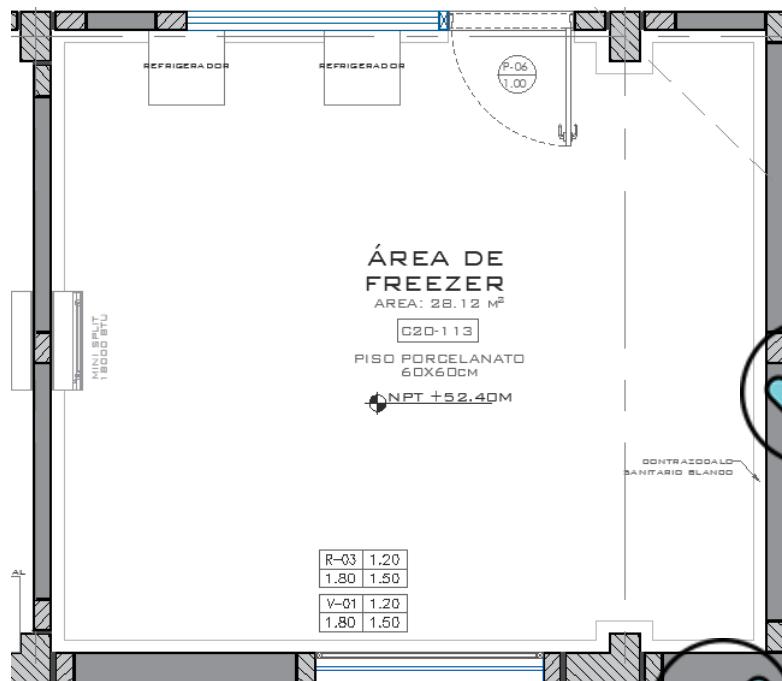 REFRIGERADOR
REFRIGERADOR
P-06
1.00
ÁREA DE
FREEZER
AREA: 28.12 M²
C20-113
PISO PORCELANATO
60X60CM
NPT +52.40M
MINI SPLIT
18000 BTU
CONTRAZOCALO
SANITARIO BLANCO
AL
R-03 1.20
1.80 1.50
V-01 1.20
1.80 1.50